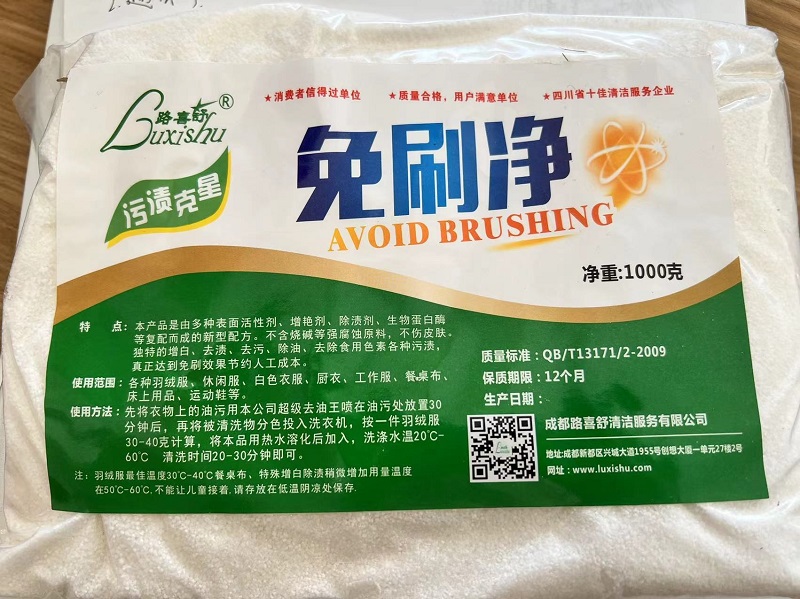 ★消费者信得过单位 ★质量合格，用户满意单位 ★四川省十佳清洁服务企业
路喜舒®
Luxishu
污渍克星
免刷净
AVOID BRUSHING
净重:1000克
特 点：本产品是由多种表面活性剂、增艳剂、除渍剂、生物蛋白酶
等复配而成的新型配方。不含烧碱等强腐蚀原料，不伤皮肤。
独特的增白、去渍、去污、除油、去除食用色素各种污渍，
真正达到免刷效果节约人工成本。
使用范围：各种羽绒服、休闲服、白色衣服、厨衣、工作服、餐桌布、
床上用品、运动鞋等。
使用方法：先将衣物上的油污用本公司超级去油王喷在油污处放置30
分钟后，再将被清洗物分色投入洗衣机，按一件羽绒服
30-40克计算，将本品用热水溶化后加入，洗涤水温20℃-
60℃ 清洗时间20-30分钟即可。
注：羽绒服最佳温度30℃-40℃餐桌布、特殊增白除渍稍微增加用量温度
在50℃-60℃,不能让儿童接着,请存放在低温阴凉处保存.
质量标准：QB/T13171/2-2009
保质期限：12个月
生产日期：
成都路喜舒清洁服务有限公司
地址:成都新都区兴城大道1955号创想大厦一单元27楼2号
网址：www.luxishu.com